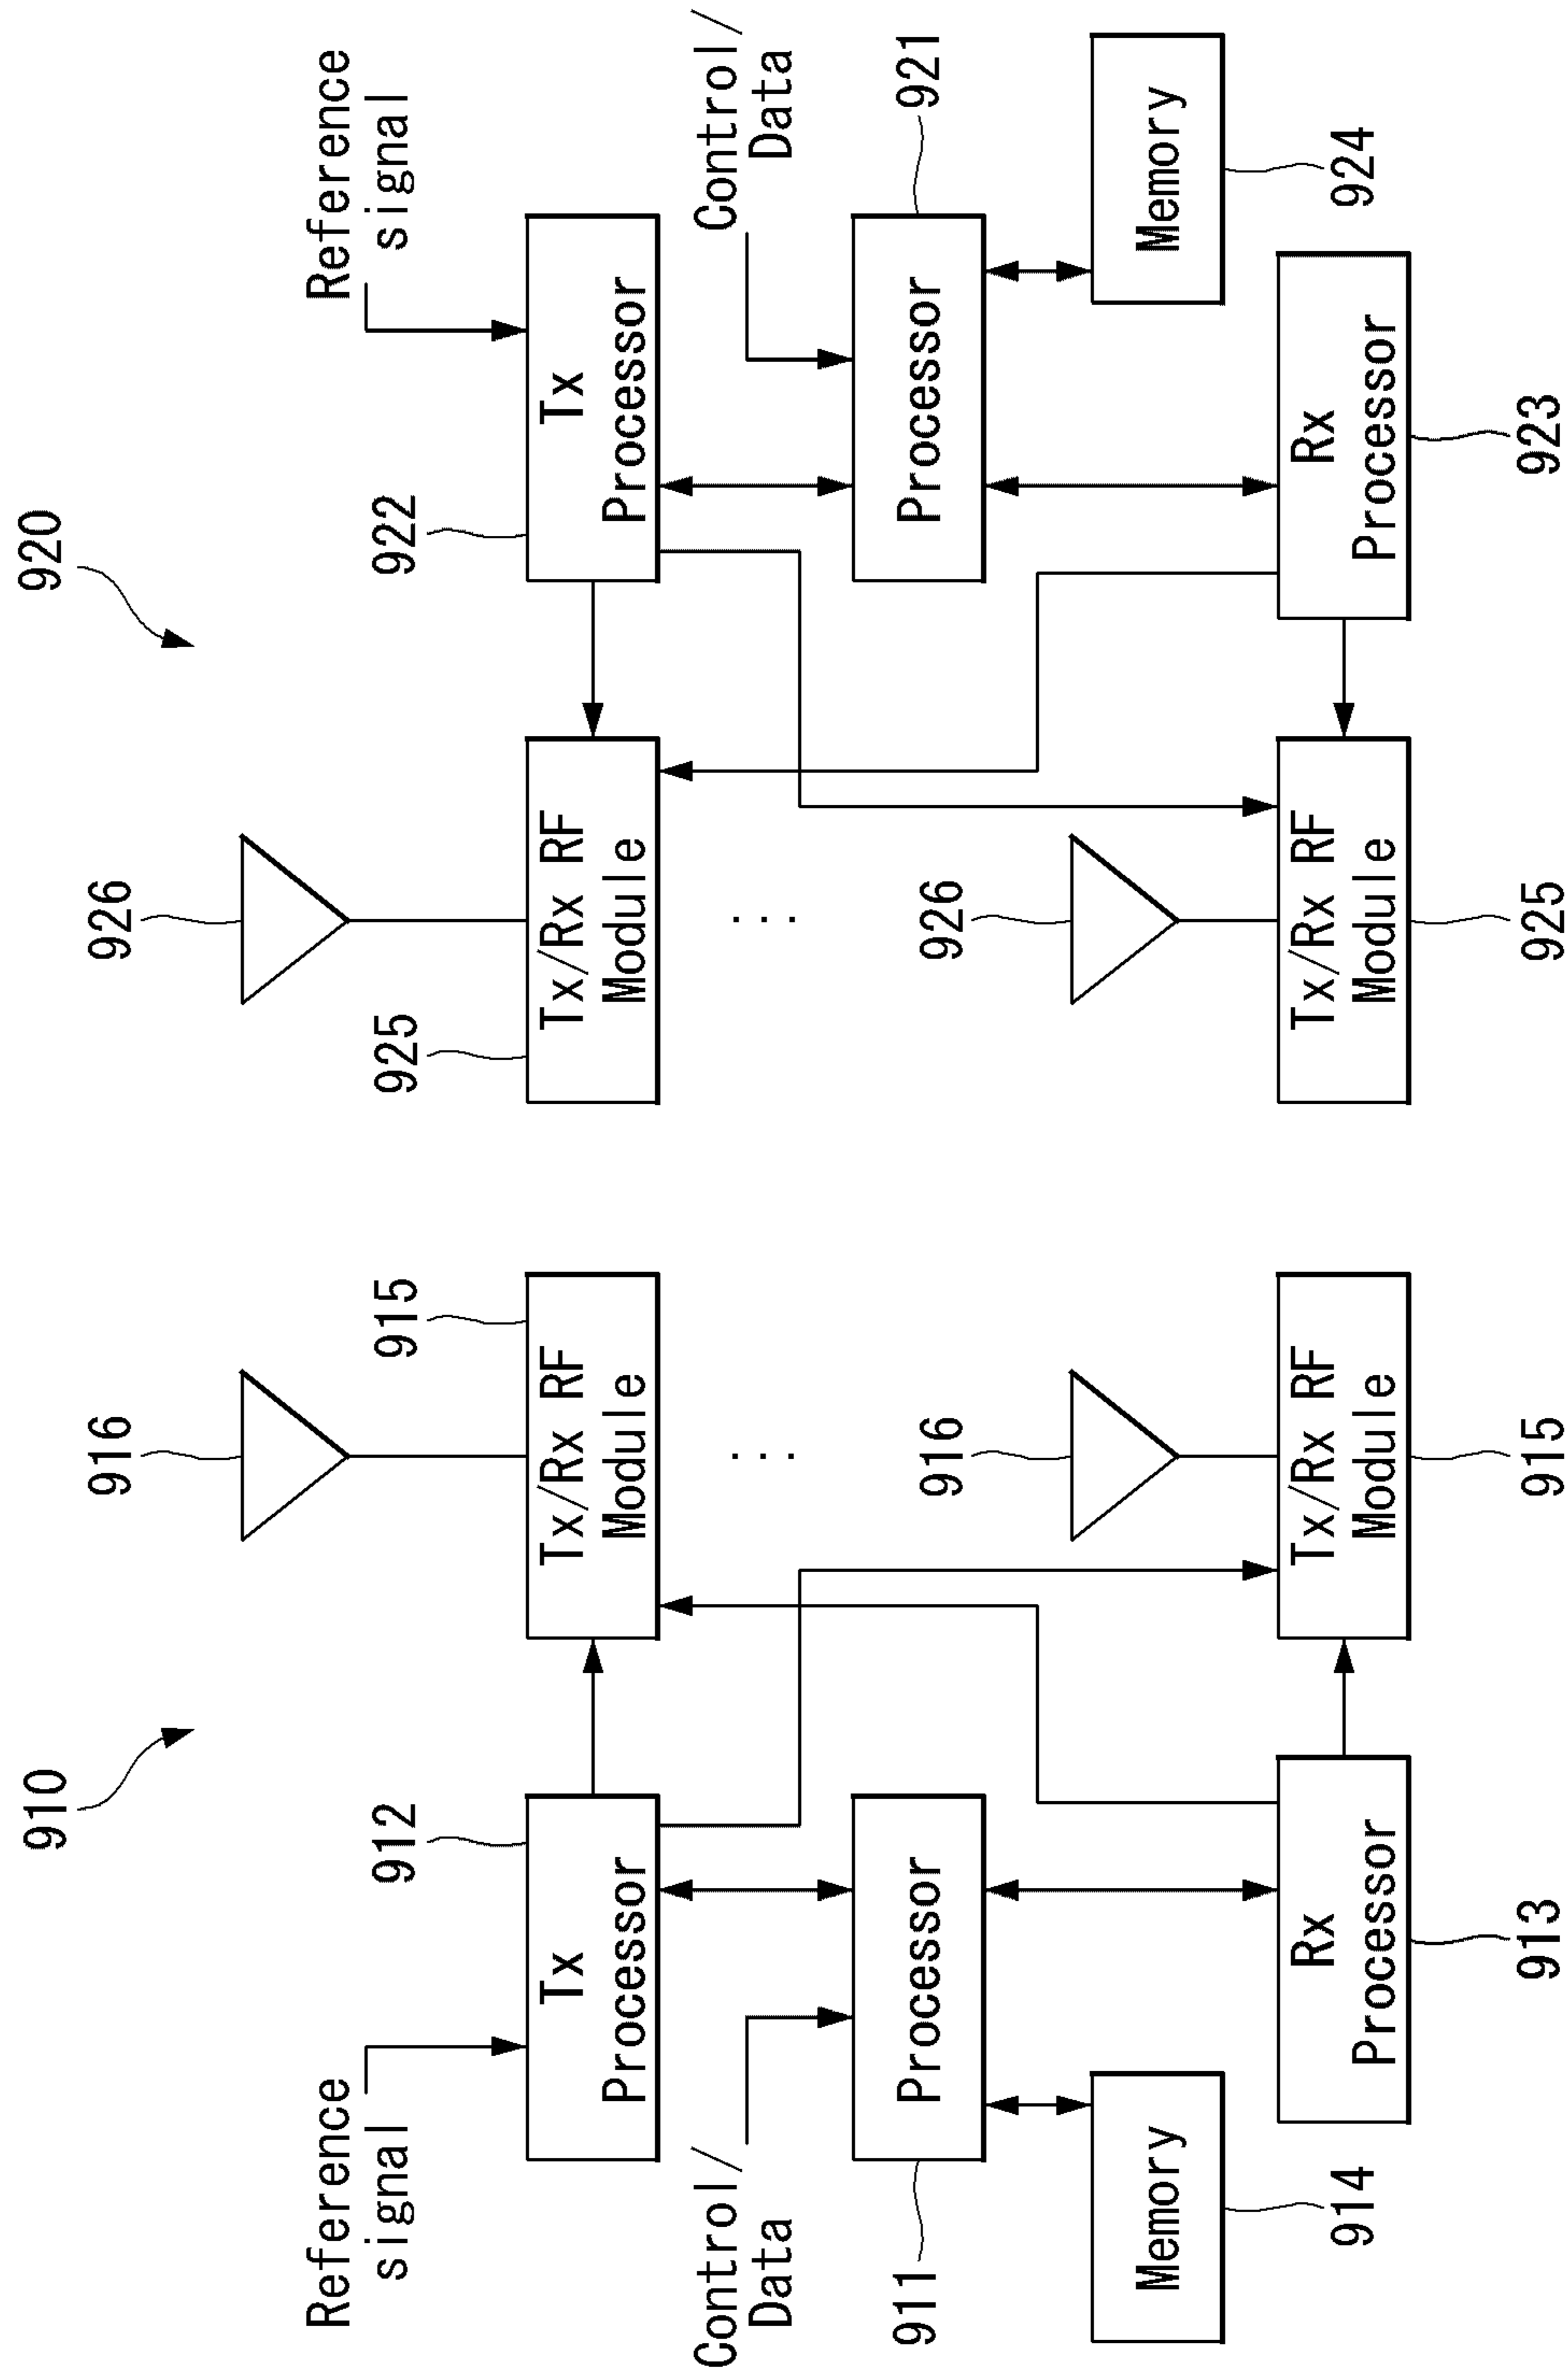 910
920
916
926
Reference
signal
912
915
925
922
Reference
signal
Tx
Processor
Tx/Rx RF
Module
Tx/Rx RF
Module
Tx
Processor
Control/
Data
...
...
Control/
Data
911
Processor
916
926
Processor
921
Memory
Memory
914
924
Rx
Processor
Tx/Rx RF
Module
Tx/Rx RF
Module
Rx
Processor
913
915
925
923